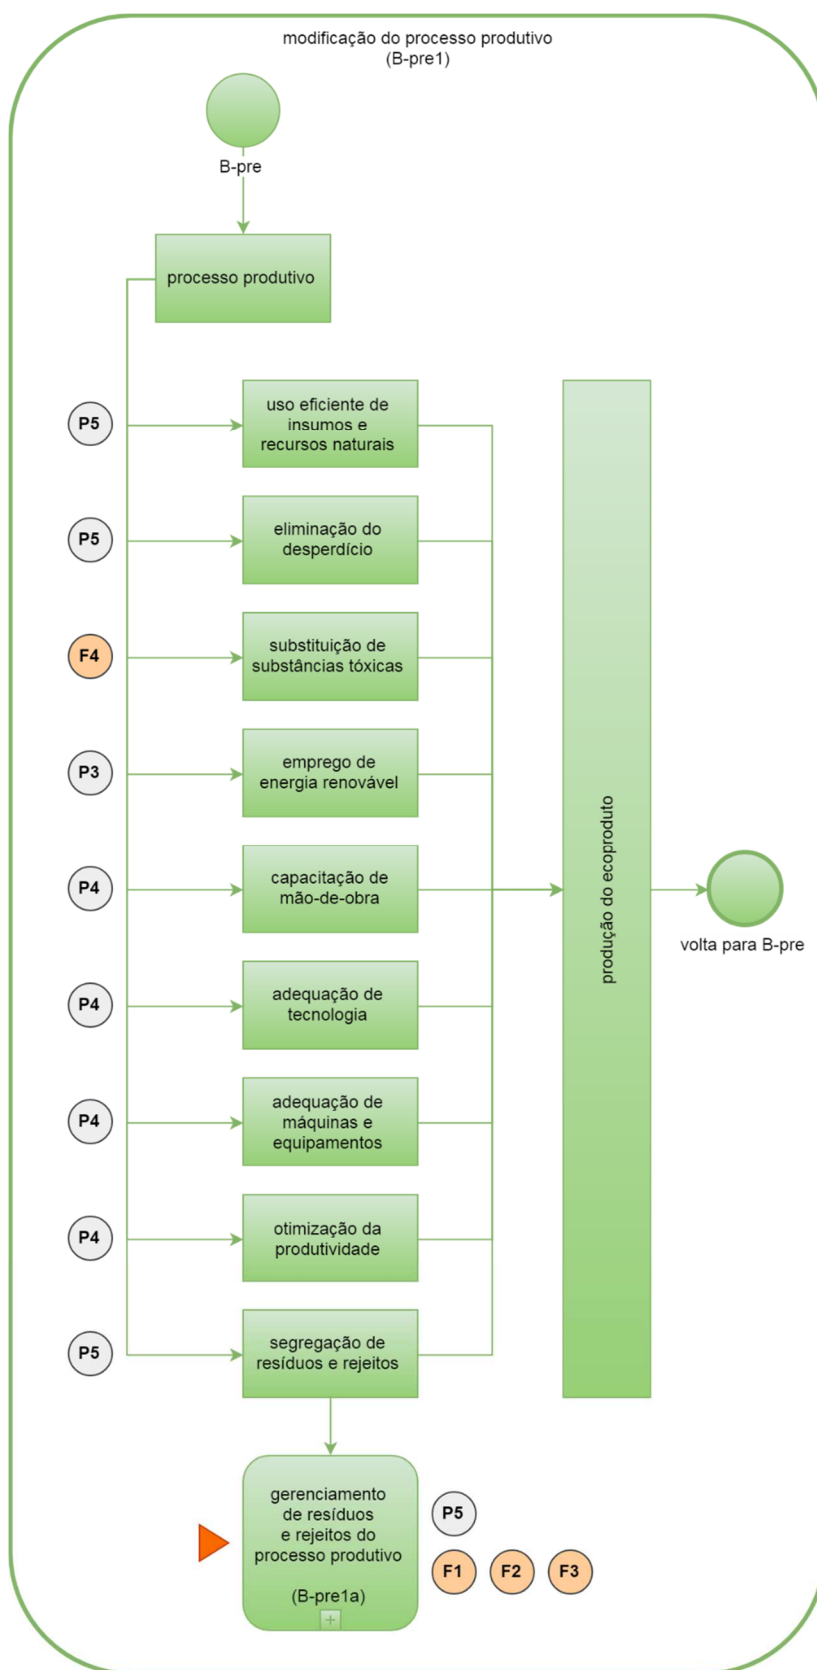 modificação do processo produtivo
(B-pre1)
B-pre
processo produtivo
P5
uso eficiente de
insumos e
recursos naturais
P5
eliminação do
desperdício
F4
substituição de
substâncias tóxicas
P3
emprego de
energia renovável
P4
capacitação de
mão-de-obra
produção do ecoproduto
volta para B-pre
P4
adequação de
tecnologia
P4
adequação de
máquinas e
equipamentos
P4
otimização da
produtividade
P5
segregação de
resíduos e rejeitos
gerenciamento
de resíduos
e rejeitos do
processo produtivo
(B-pre1a)
+
P5
F1 F2 F3